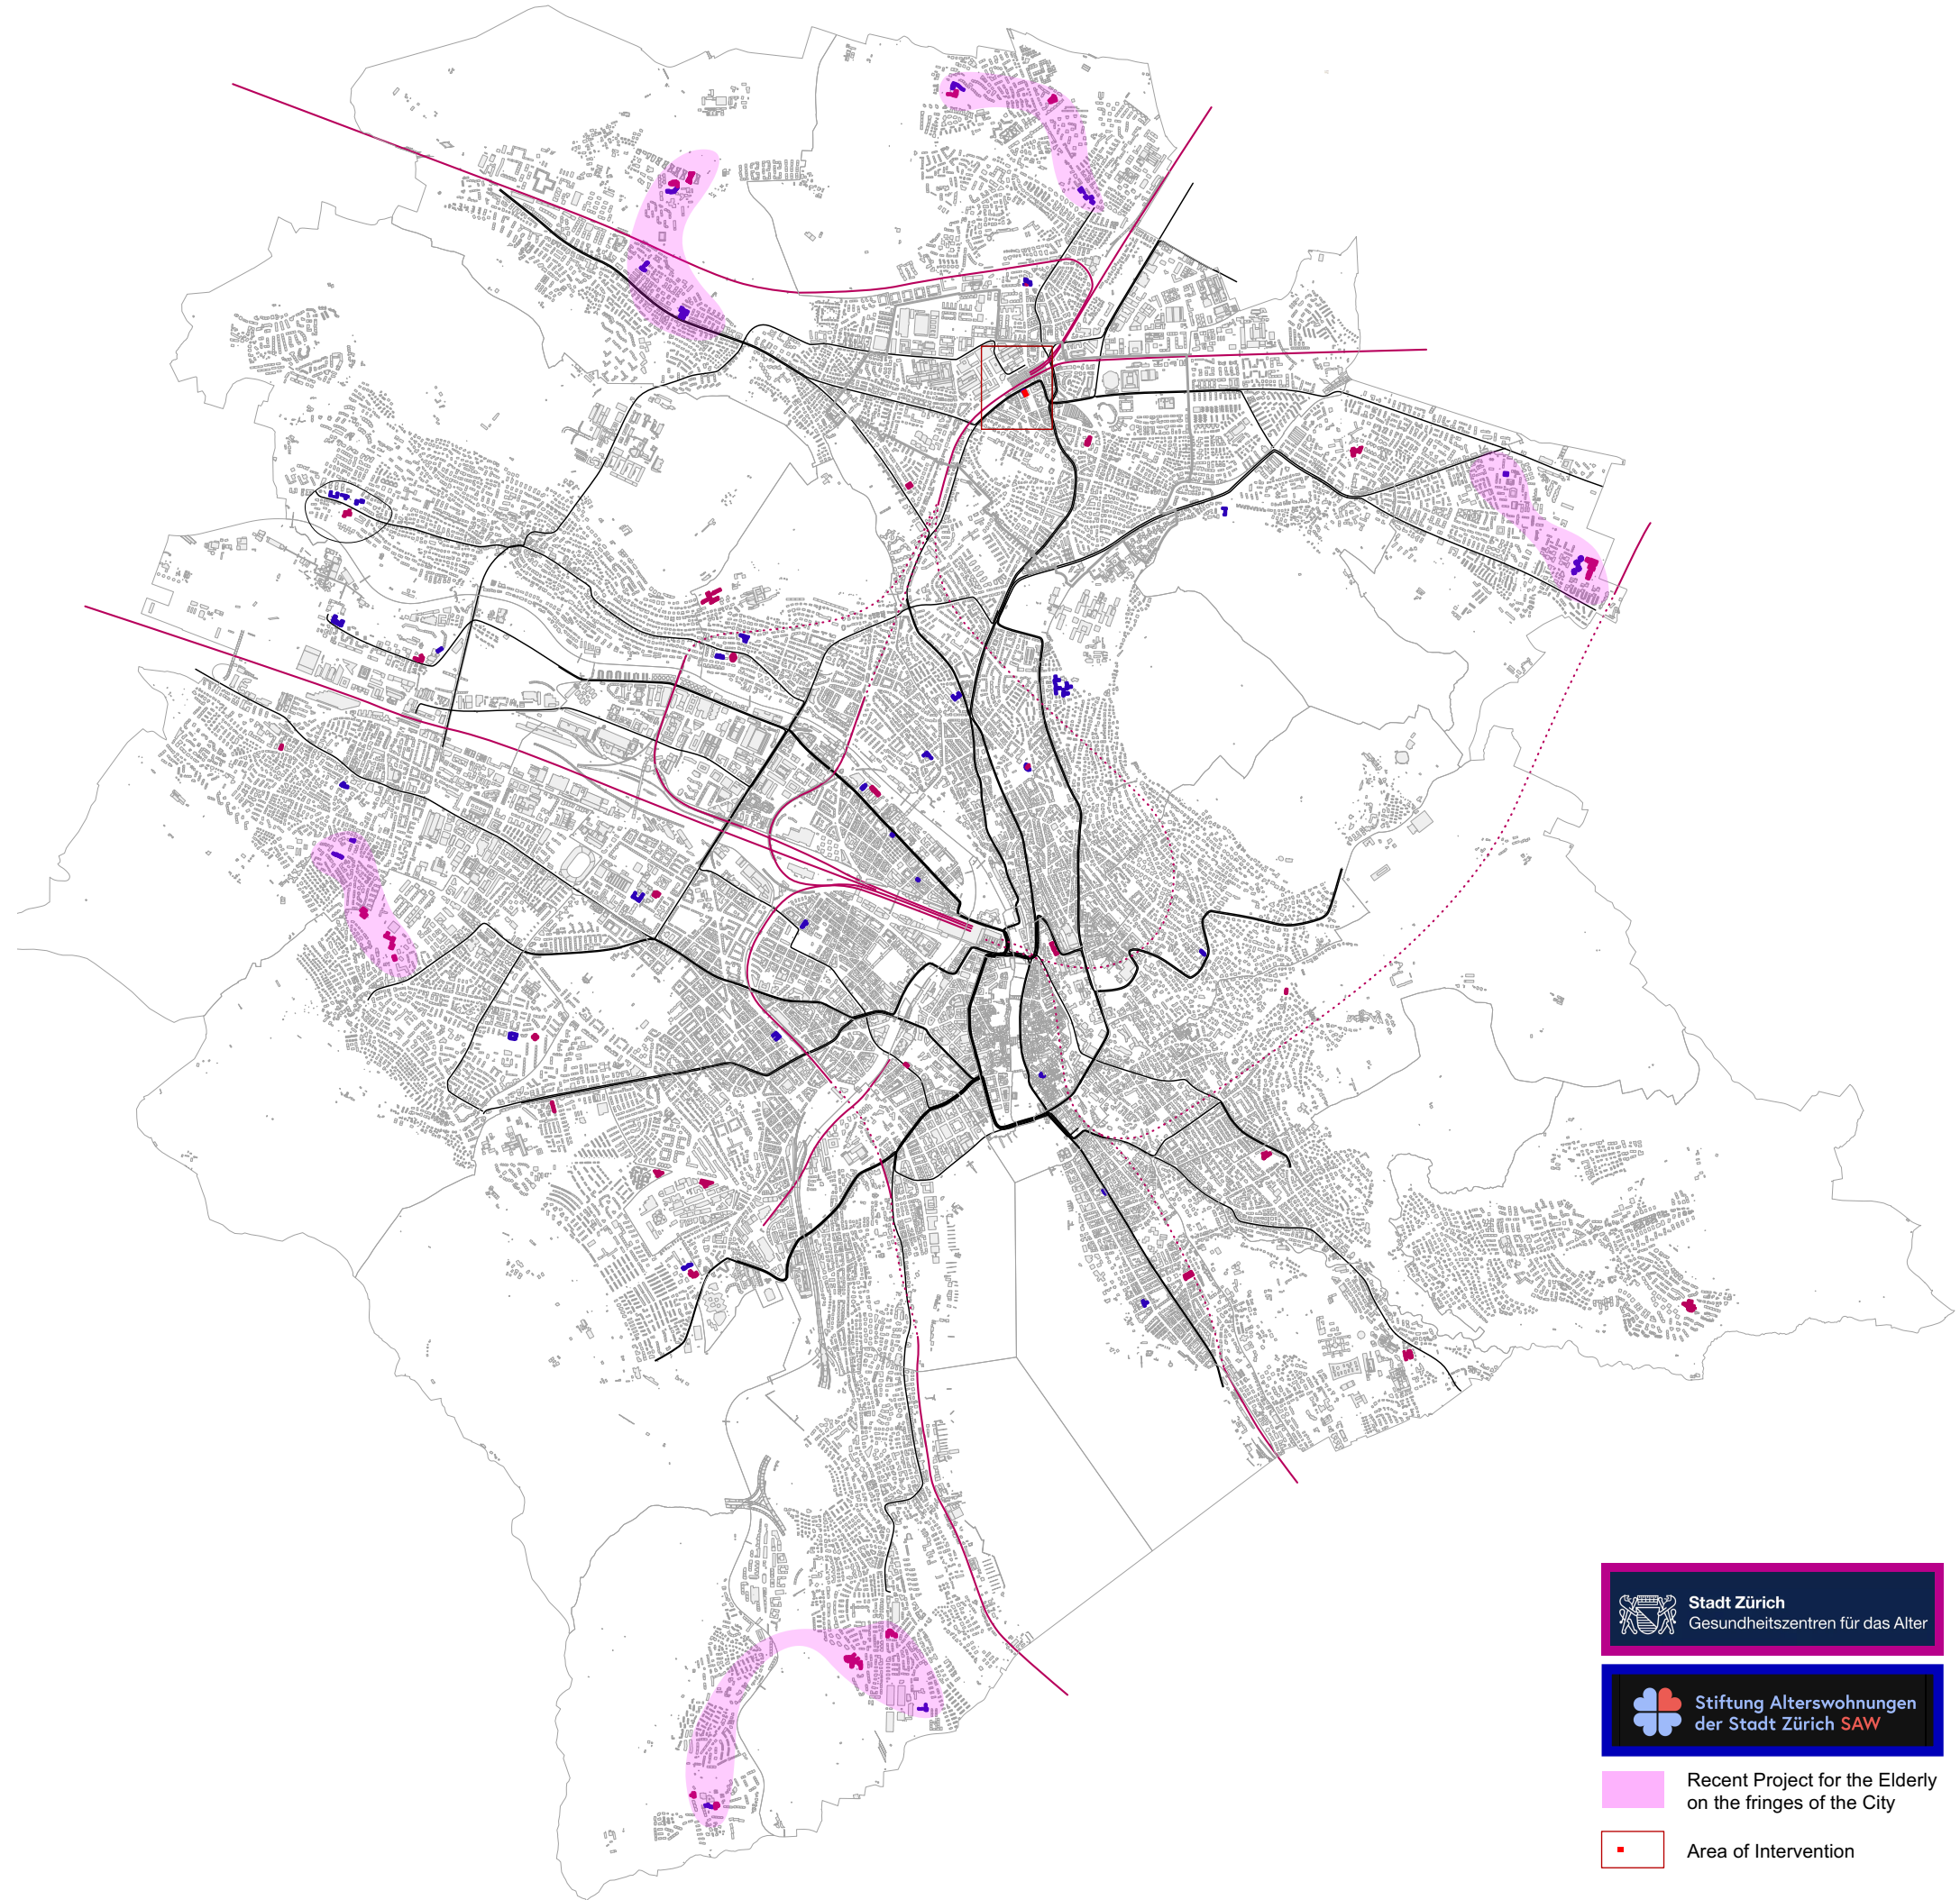 Stadt Zürich
Gesundheitszentren für das Alter
Stiftung Alterswohnungen
der Stadt Zürich SAW
Recent Project for the Elderly
on the fringes of the City
Area of Intervention